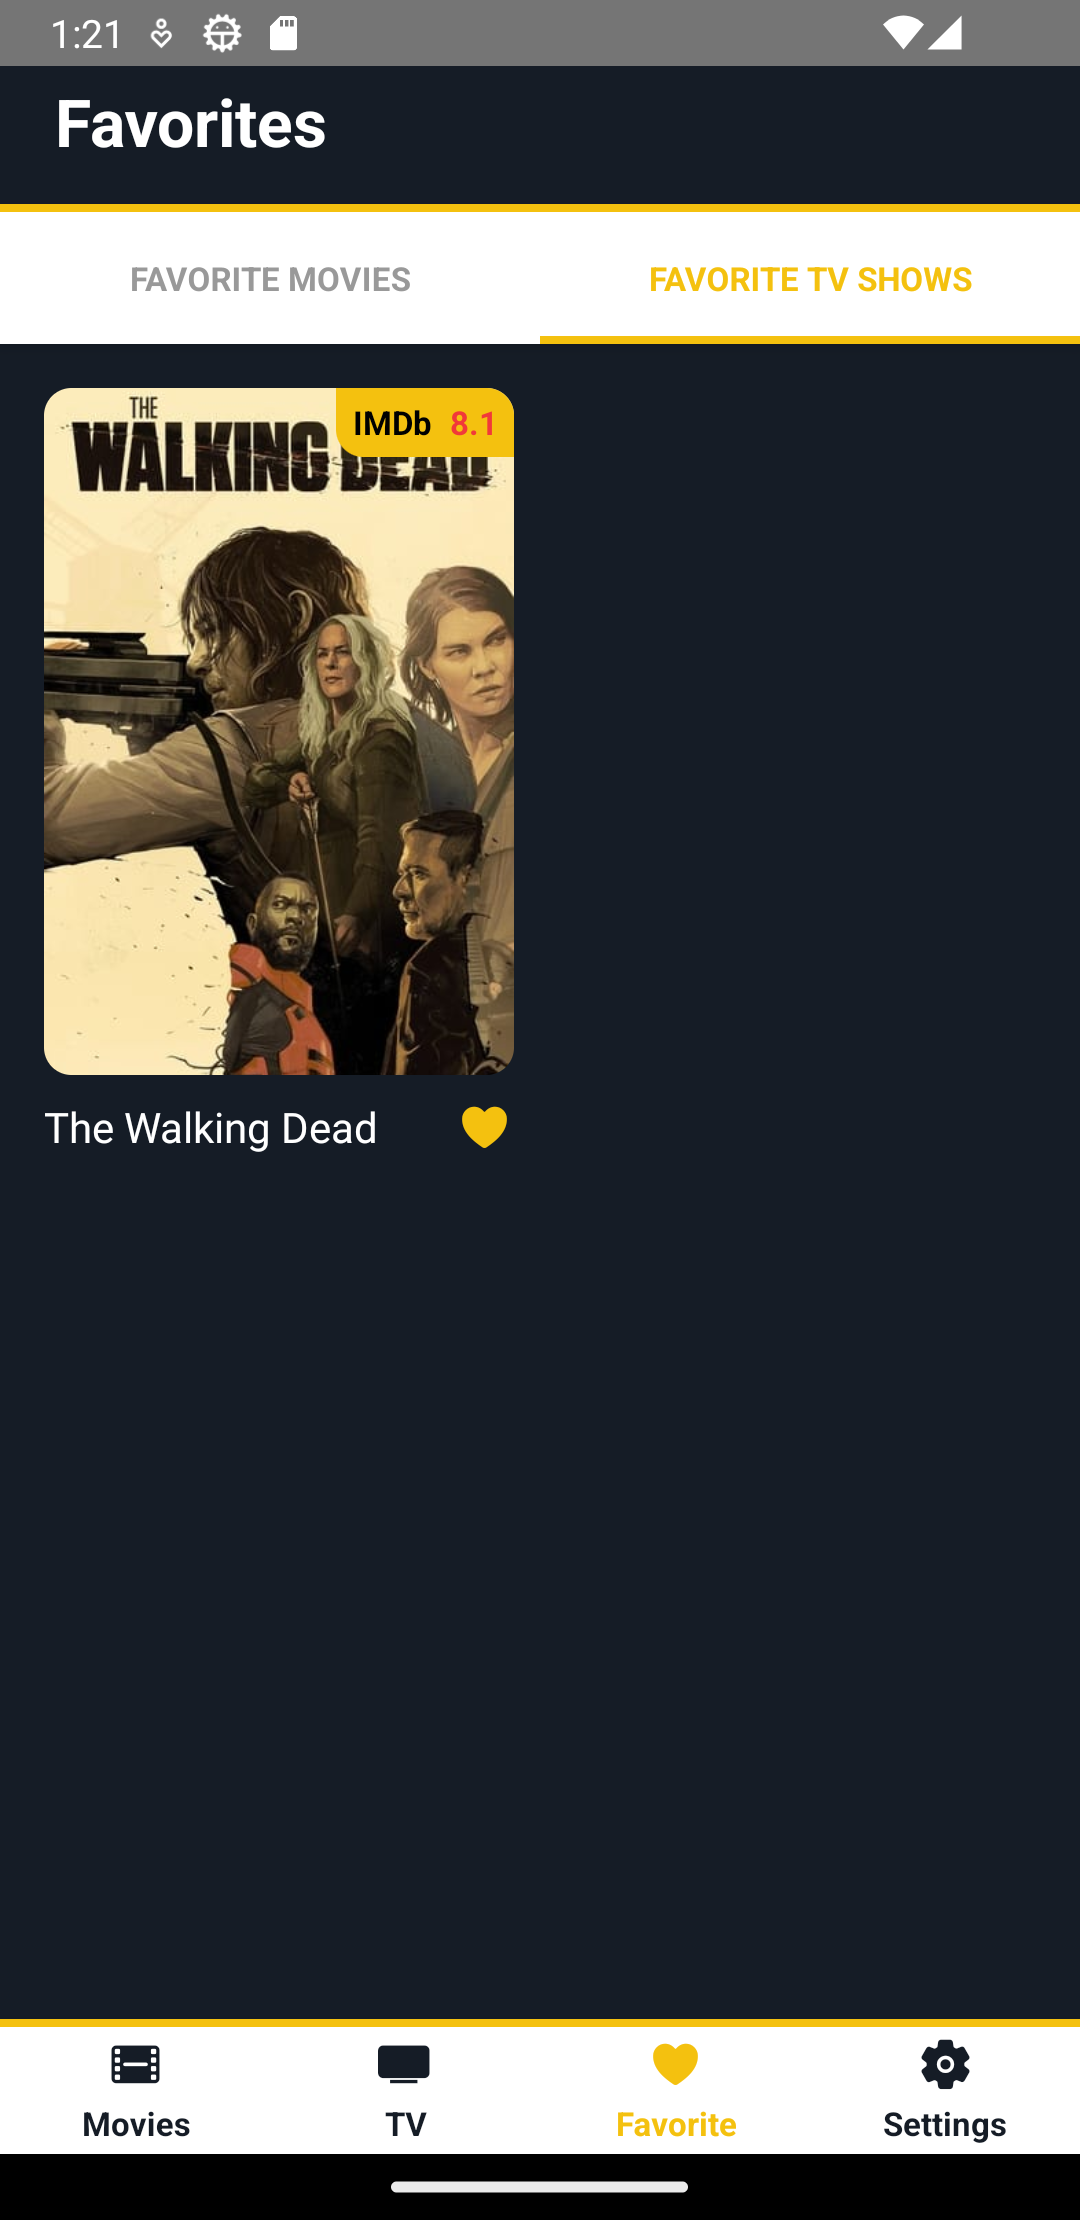 1:21
Favorites
FAVORITE MOVIES
FAVORITE TV SHOWS
THE
WALKING DEAD
IMDb 8.1
The Walking Dead
Movies
TV
Favorite
Settings